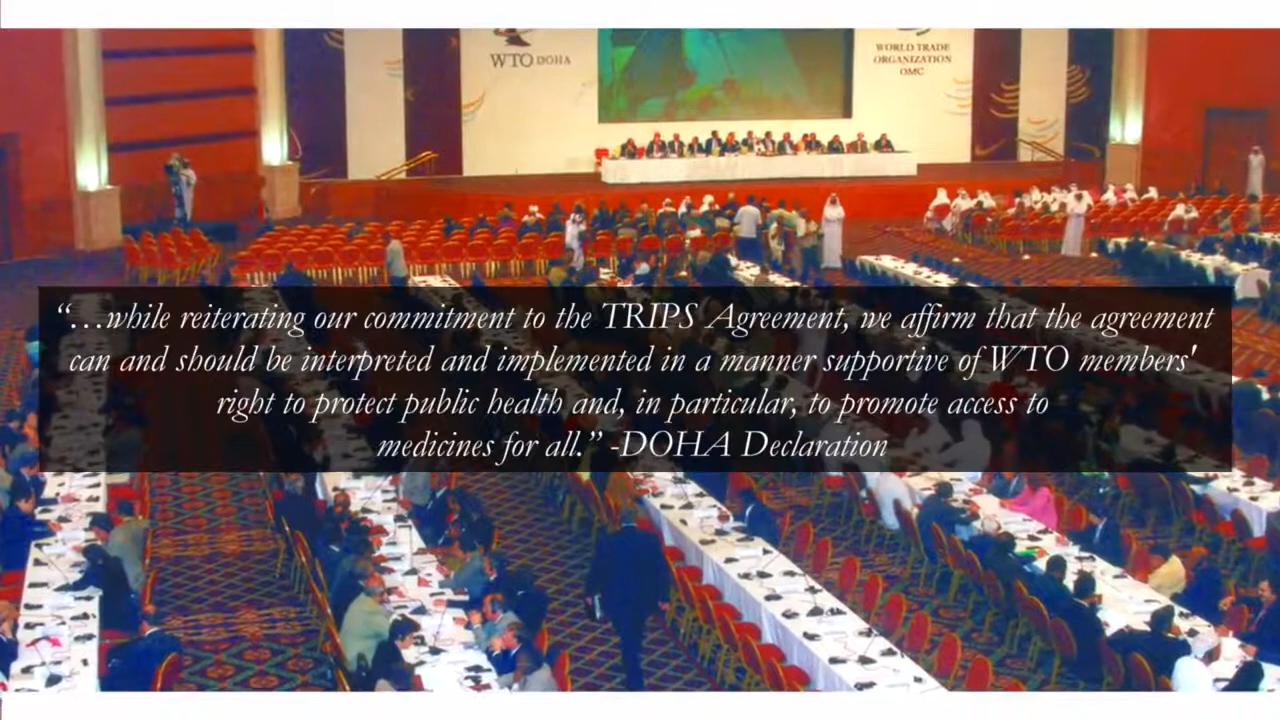 WTO DOHA
WORLD TRADE
ORGANIZATION
OMC
“…while reiterating our commitment to the TRIPS Agreement, we affirm that the agreement
can and should be interpreted and implemented in a manner supportive of WTO members'
right to protect public health and, in particular, to promote access to
medicines for all.” -DOHA Declaration